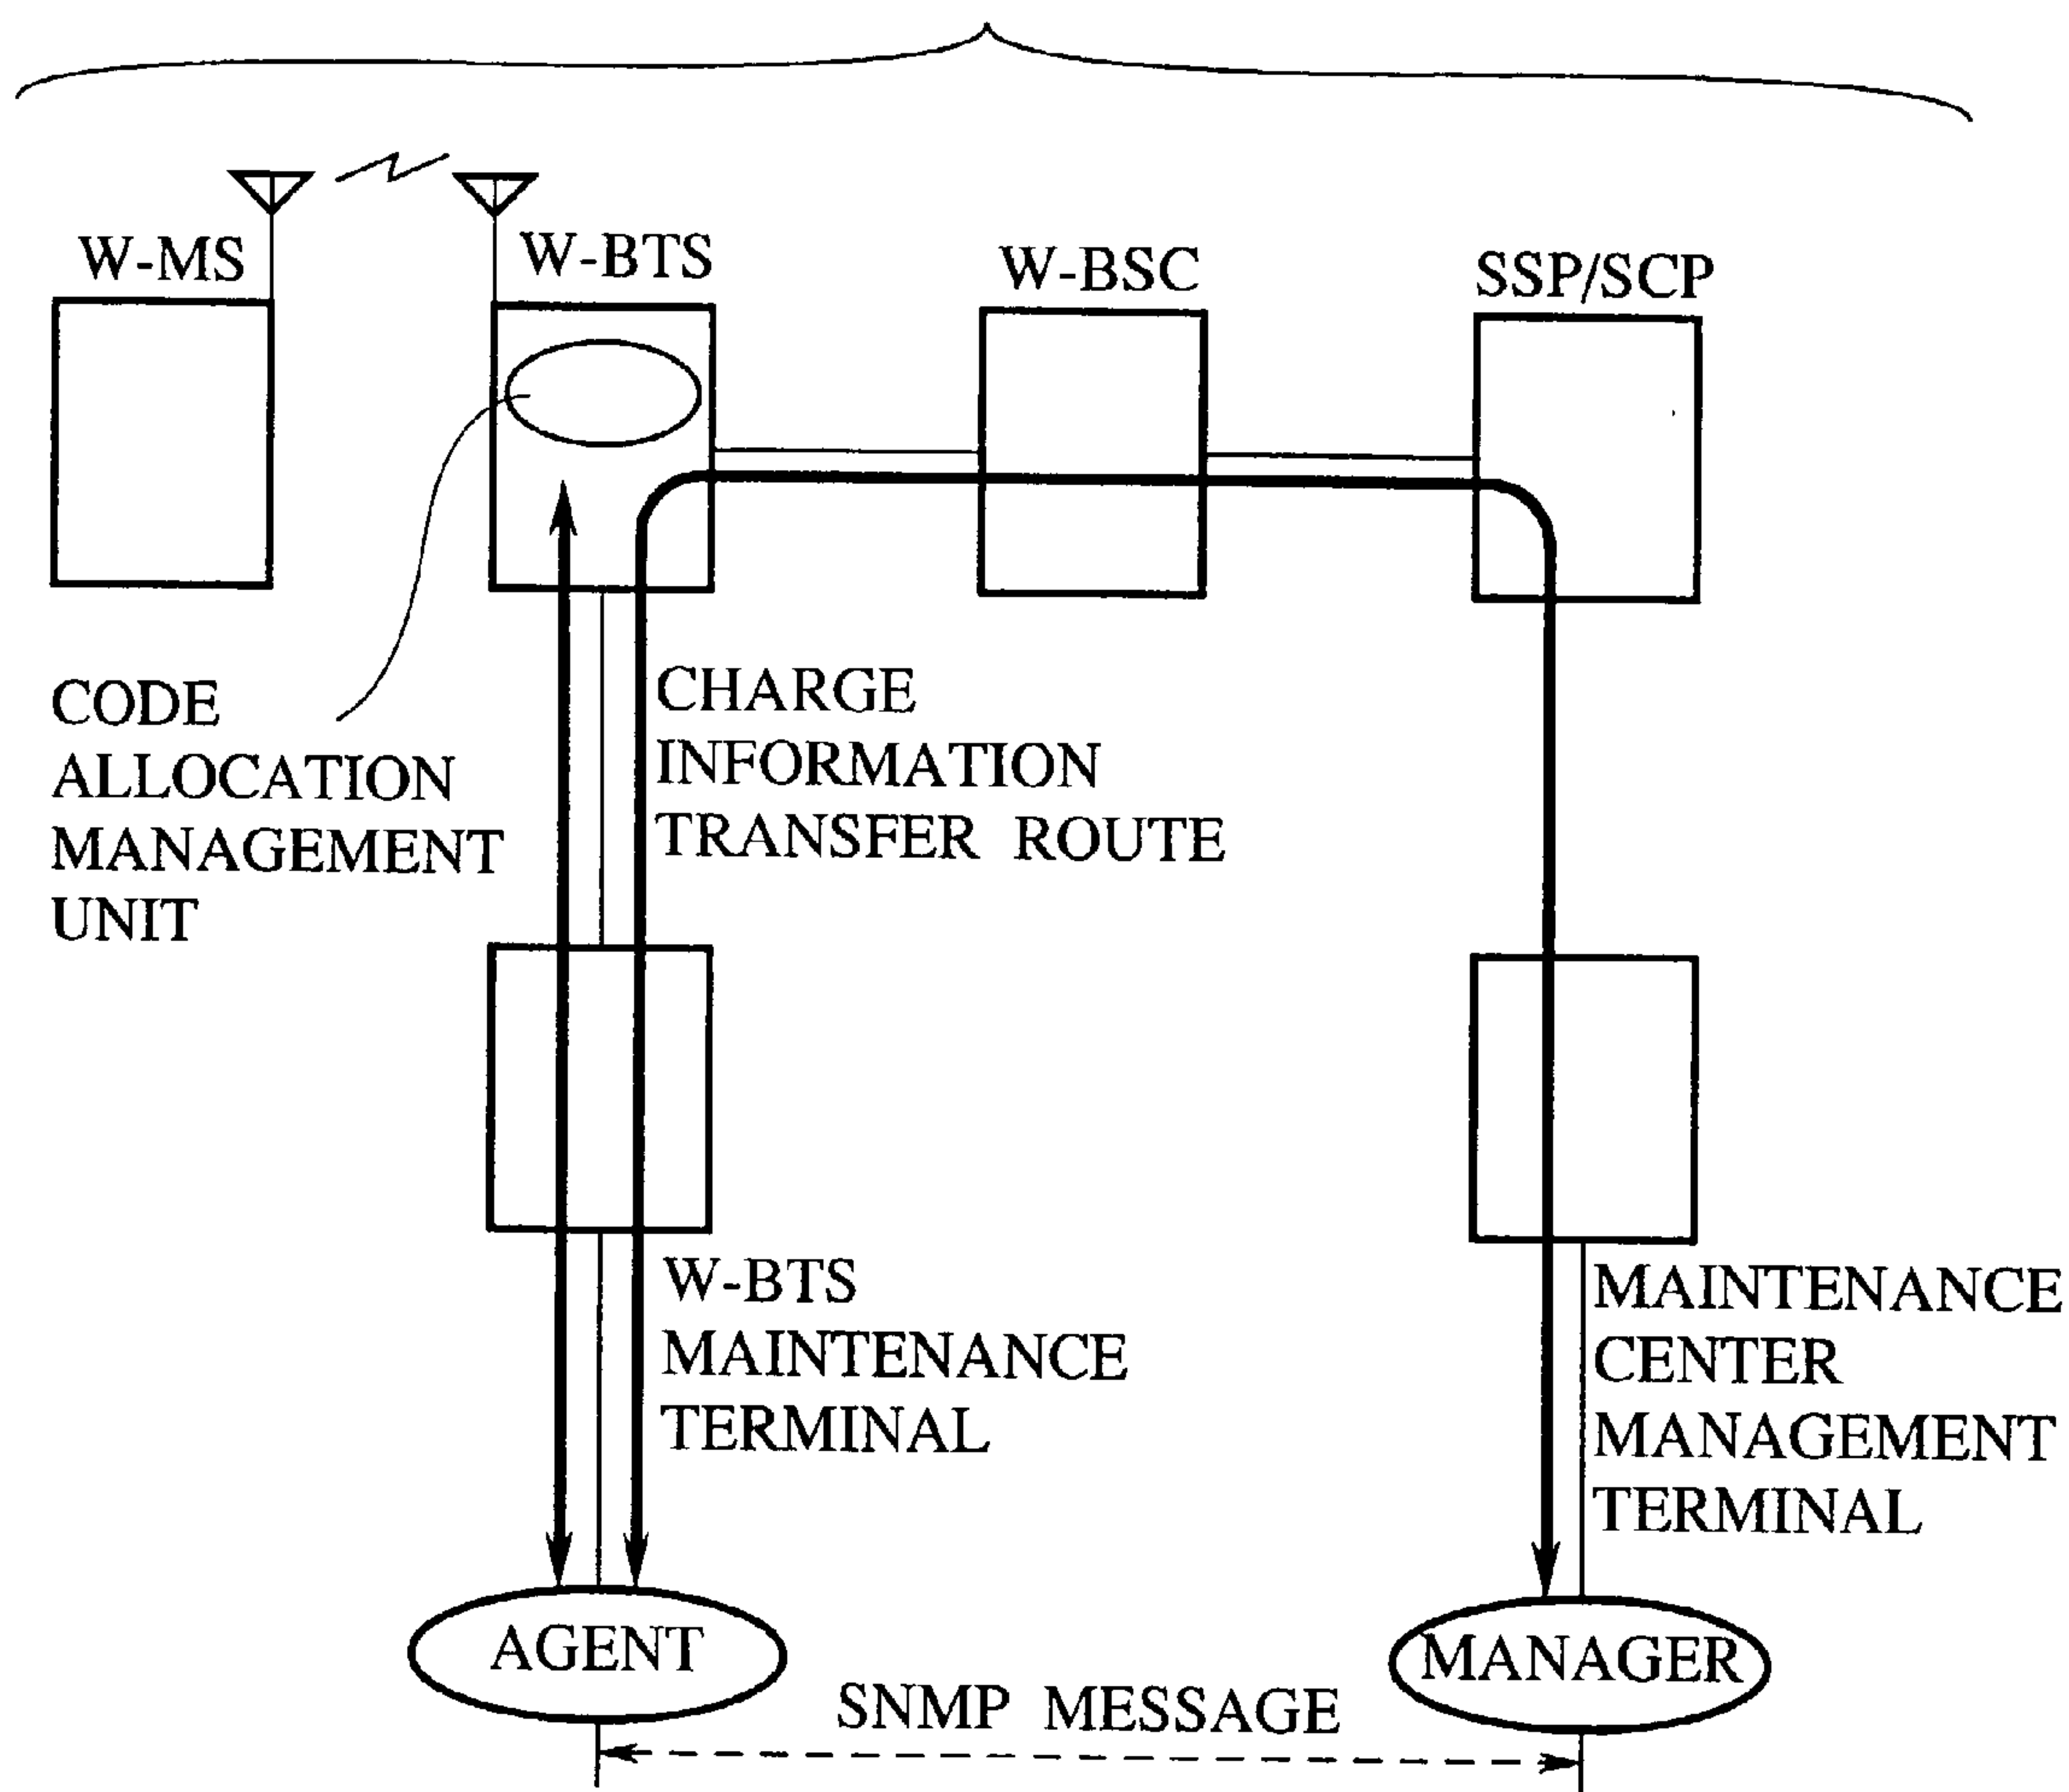 W-MS
W-BTS
W-BSC
SSP/SCP
CODE
ALLOCATION
MANAGEMENT
UNIT
CHARGE
INFORMATION
TRANSFER ROUTE
W-BTS
MAINTENANCE
TERMINAL
MAINTENANCE
CENTER
MANAGEMENT
TERMINAL
AGENT
MANAGER
SNMP MESSAGE